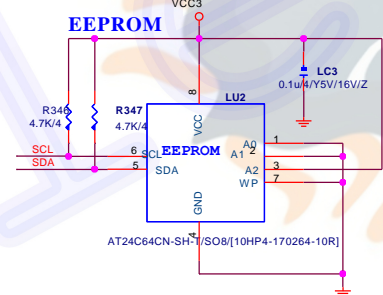 VCC3
EEPROM
LC3
0.1u/4/Y5V/16V/Z
LU2
R346
4.7K/4
R347
4.7K/4
8
VCC
SCL
SDA
6
5
SCL
SDA
EEPROM
A0
A1
A2
WP
1
2
3
7
GND
4
AT24C64CN-SH-T/SO8/[10HP4-170264-10R]